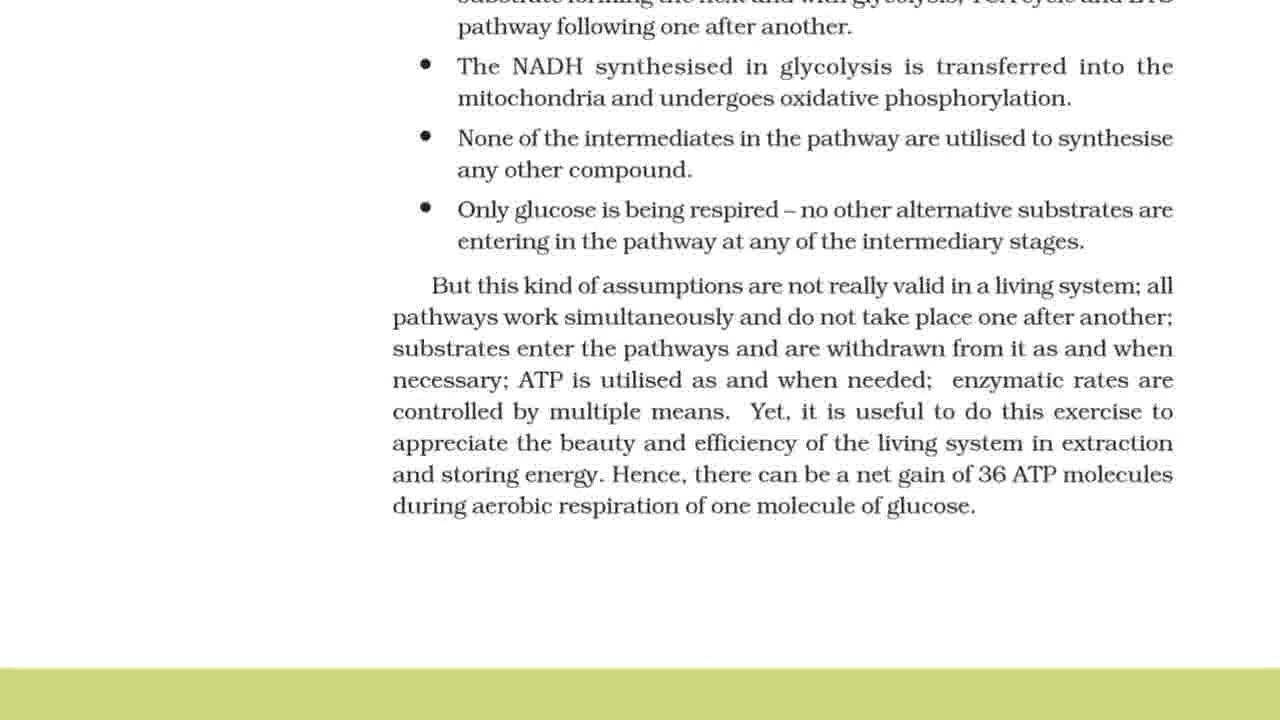 pathway following one after another.
• The NADH synthesised in glycolysis is transferred into the
mitochondria and undergoes oxidative phosphorylation.
• None of the intermediates in the pathway are utilised to synthesise
any other compound.
• Only glucose is being respired – no other alternative substrates are
entering in the pathway at any of the intermediary stages.
But this kind of assumptions are not really valid in a living system; all
pathways work simultaneously and do not take place one after another;
substrates enter the pathways and are withdrawn from it as and when
necessary; ATP is utilised as and when needed; enzymatic rates are
controlled by multiple means. Yet, it is useful to do this exercise to
appreciate the beauty and efficiency of the living system in extraction
and storing energy. Hence, there can be a net gain of 36 ATP molecules
during aerobic respiration of one molecule of glucose.